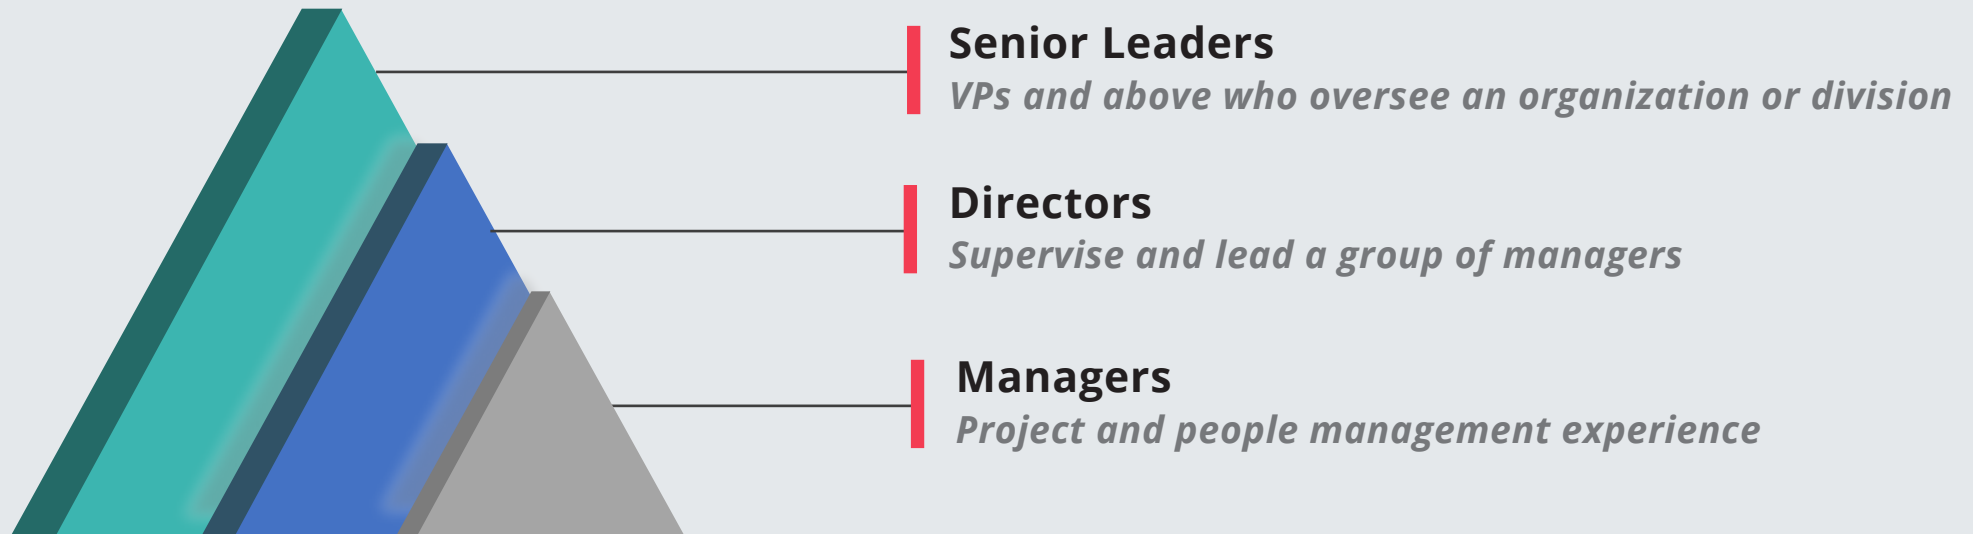 Senior Leaders
VPs and above who oversee an organization or division
Directors
Supervise and lead a group of managers
Managers
Project and people management experience